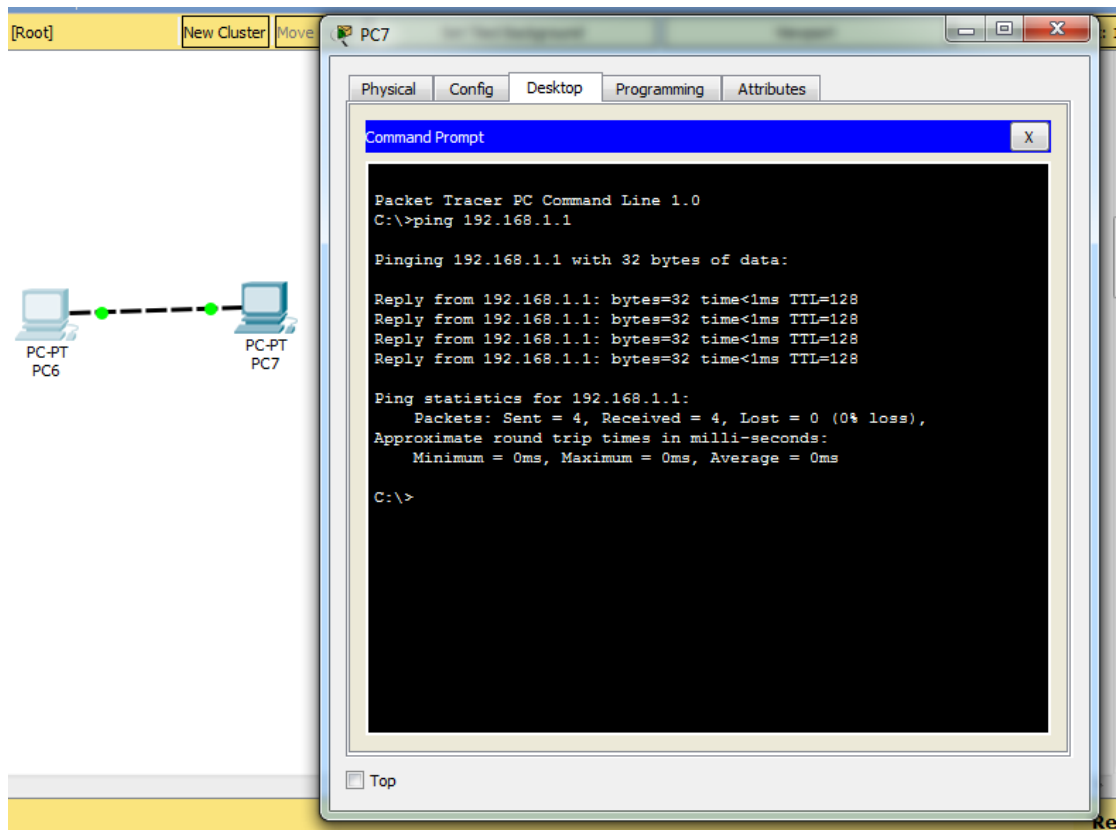 [Root]
New Cluster
Move
PC7
Physical
Config
Desktop
Programming
Attributes
Command Prompt
X
Packet Tracer PC Command Line 1.0
C:\>ping 192.168.1.1
Pinging 192.168.1.1 with 32 bytes of data:
Reply from 192.168.1.1: bytes=32 time<1ms TTL=128
Reply from 192.168.1.1: bytes=32 time<1ms TTL=128
Reply from 192.168.1.1: bytes=32 time<1ms TTL=128
Reply from 192.168.1.1: bytes=32 time<1ms TTL=128
Ping statistics for 192.168.1.1:
Packets: Sent = 4, Received = 4, Lost = 0 (0% loss),
Approximate round trip times in milli-seconds:
Minimum = 0ms, Maximum = 0ms, Average = 0ms
C:\>
PC-PT
PC6
PC-PT
PC7
Top
Re